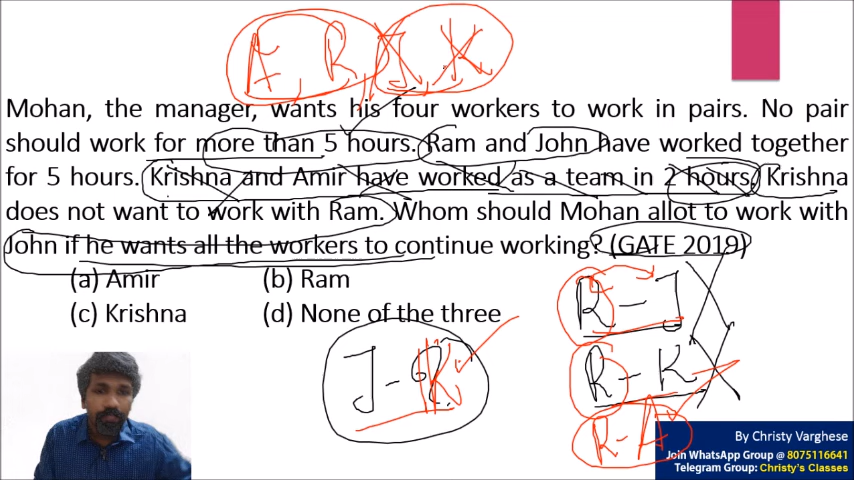 A, R, J, K
Mohan, the manager, wants his four workers to work in pairs. No pair
should work for more than 5 hours. Ram and John have worked together
for 5 hours. Krishna and Amir have worked as a team in 2 hours. Krishna
does not want to work with Ram. Whom should Mohan allot to work with
John if he wants all the workers to continue working? (GATE 2019)
(a) Amir (b) Ram
(c) Krishna (d) None of the three
R - J
R - K
J - K
R - A
By Christy Varghese
Join WhatsApp Group @ 8075116641
Telegram Group: Christy's Classes